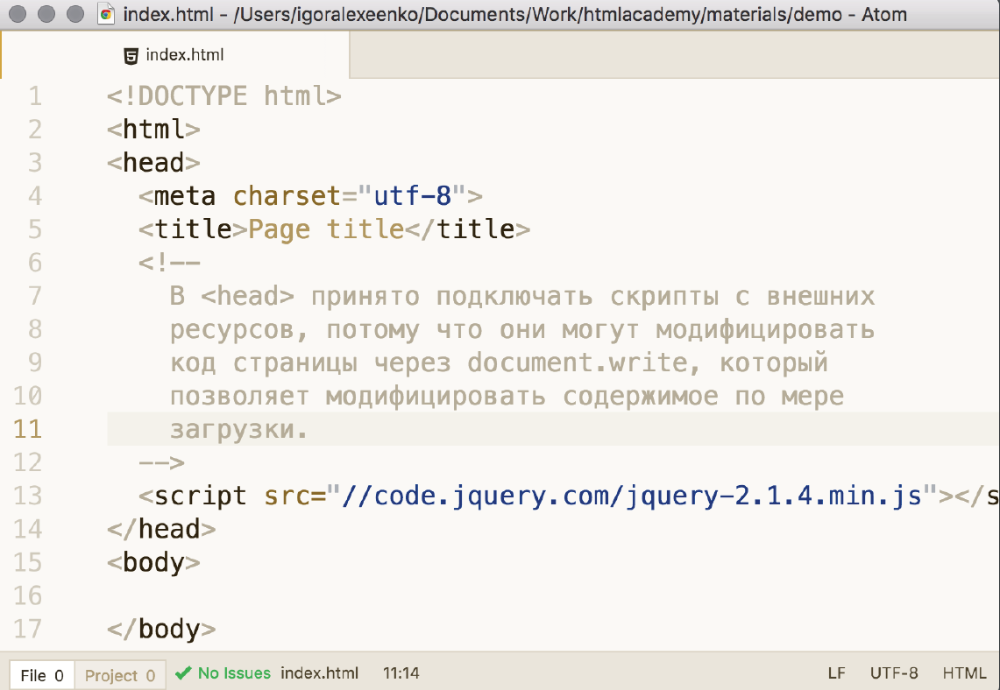 index.html - /Users/igoralexeenko/Documents/Work/htmlacademy/materials/demo - Atom
index.html
1 <!DOCTYPE html>
2 <html>
3 <head>
4 <meta charset="utf-8">
5 <title>Page title</title>
6 <!--
7 В <head> принято подключать скрипты с внешних
8 ресурсов, потому что они могут модифицировать
9 код страницы через document.write, который
10 позволяет модифицировать содержимое по мере
11 загрузки.
12 -->
13 <script src="//code.jquery.com/jquery-2.1.4.min.js"></s
14 </head>
15 <body>
16
17 </body>
File 0 Project 0 No Issues index.html 11:14 LF UTF-8 HTML